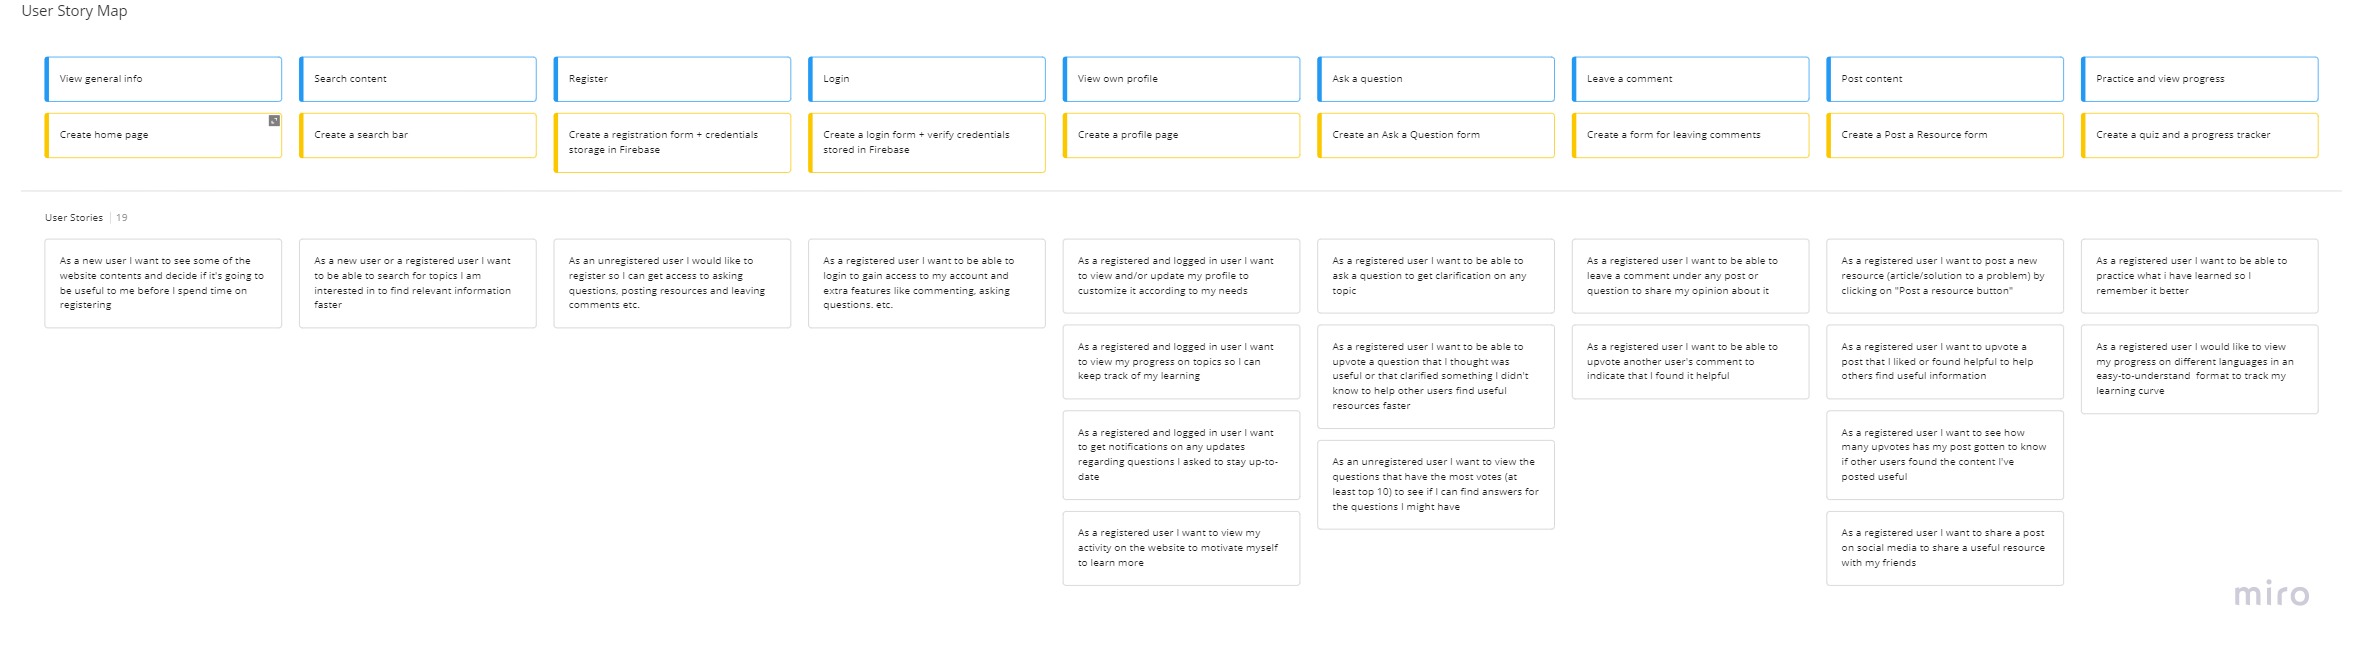 User Story Map
View general info
Search content
Register
Login
View own profile
Ask a question
Leave a comment
Post content
Practice and view progress
Create home page
Create a search bar
Create a registration form + credentials
storage in Firebase
Create a login form + verify credentials
stored in Firebase
Create a profile page
Create an Ask a Question form
Create a form for leaving comments
Create a Post a Resource form
Create a quiz and a progress tracker
User Stories | 19
As a new user I want to see some of the
website contents and decide if it's going to
be useful to me before I spend time on
registering
As a new user or a registered user I want
to be able to search for topics I am
interested in to find relevant information
faster
As an unregistered user I would like to
register so I can get access to asking
questions, posting resources and leaving
comments etc.
As a registered user I want to be able to
login to gain access to my account and
extra features like commenting, asking
questions. etc.
As a registered and logged in user I want
to view and/or update my profile to
customize it according to my needs
As a registered user I want to be able to
ask a question to get clarification on any
topic
As a registered user I want to be able to
leave a comment under any post or
question to share my opinion about it
As a registered user I want to post a new
resource (article/solution to a problem) by
clicking on "Post a resource button"
As a registered user I want to be able to
practice what i have learned so I
remember it better
As a registered and logged in user I want
to view my progress on topics so I can
keep track of my learning
As a registered user I want to be able to
upvote a question that I thought was
useful or that clarified something I didn't
know to help other users find useful
resources faster
As a registered user I want to be able to
upvote another user's comment to
indicate that I found it helpful
As a registered user I want to upvote a
post that I liked or found helpful to help
others find useful information
As a registered user I would like to view
my progress on different languages in an
easy-to-understand format to track my
learning curve
As a registered and logged in user I want
to get notifications on any updates
regarding questions I asked to stay up-to-
date
As an unregistered user I want to view the
questions that have the most votes (at
least top 10) to see if I can find answers for
the questions I might have
As a registered user I want to see how
many upvotes has my post gotten to know
if other users found the content I've
posted useful
As a registered user I want to view my
activity on the website to motivate myself
to learn more
As a registered user I want to share a post
on social media to share a useful resource
with my friends
miro